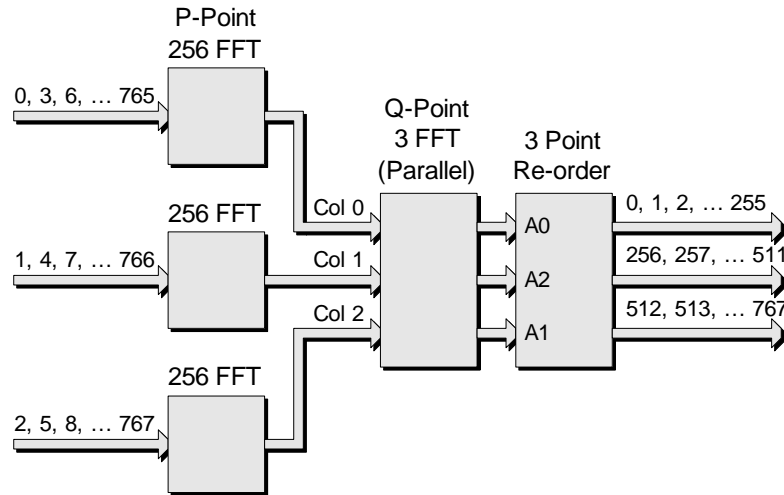 P-Point
256 FFT
0, 3, 6, … 765
Q-Point
3 FFT
(Parallel)
3 Point
Re-order
256 FFT
1, 4, 7, … 766
Col 0
Col 1
Col 2
A0
A2
A1
0, 1, 2, … 255
256, 257, … 511
512, 513, … 767
256 FFT
2, 5, 8, … 767